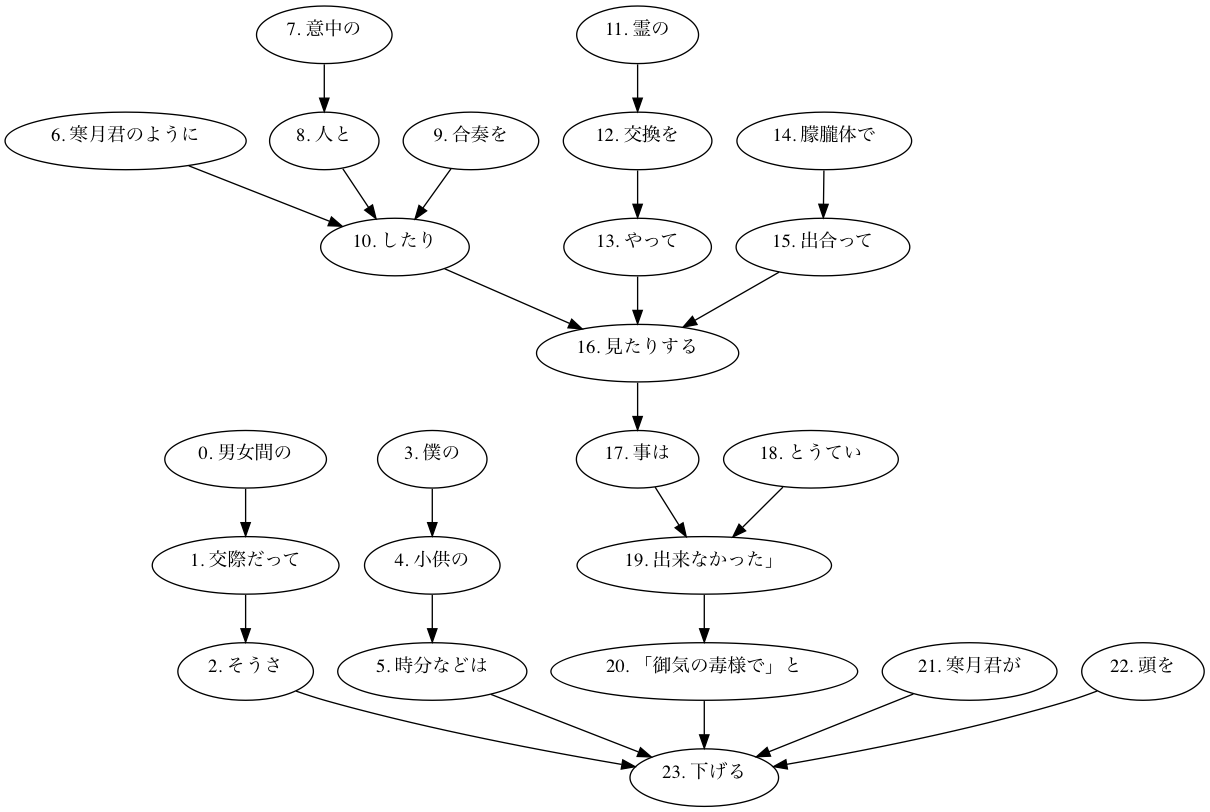 7. 意中の
11. 霊の
6. 寒月君のように
8. 人と
9. 合奏を
12. 交換を
14. 朦朧体で
10. したり
13. やって
15. 出合って
16. 見たりする
0. 男女間の
3. 僕の
17. 事は
18. とうてい
1. 交際だって
4. 小供の
19. 出来なかった」
2. そうさ
5. 時分などは
20. 「御気の毒様で」と
21. 寒月君が
22. 頭を
23. 下げる